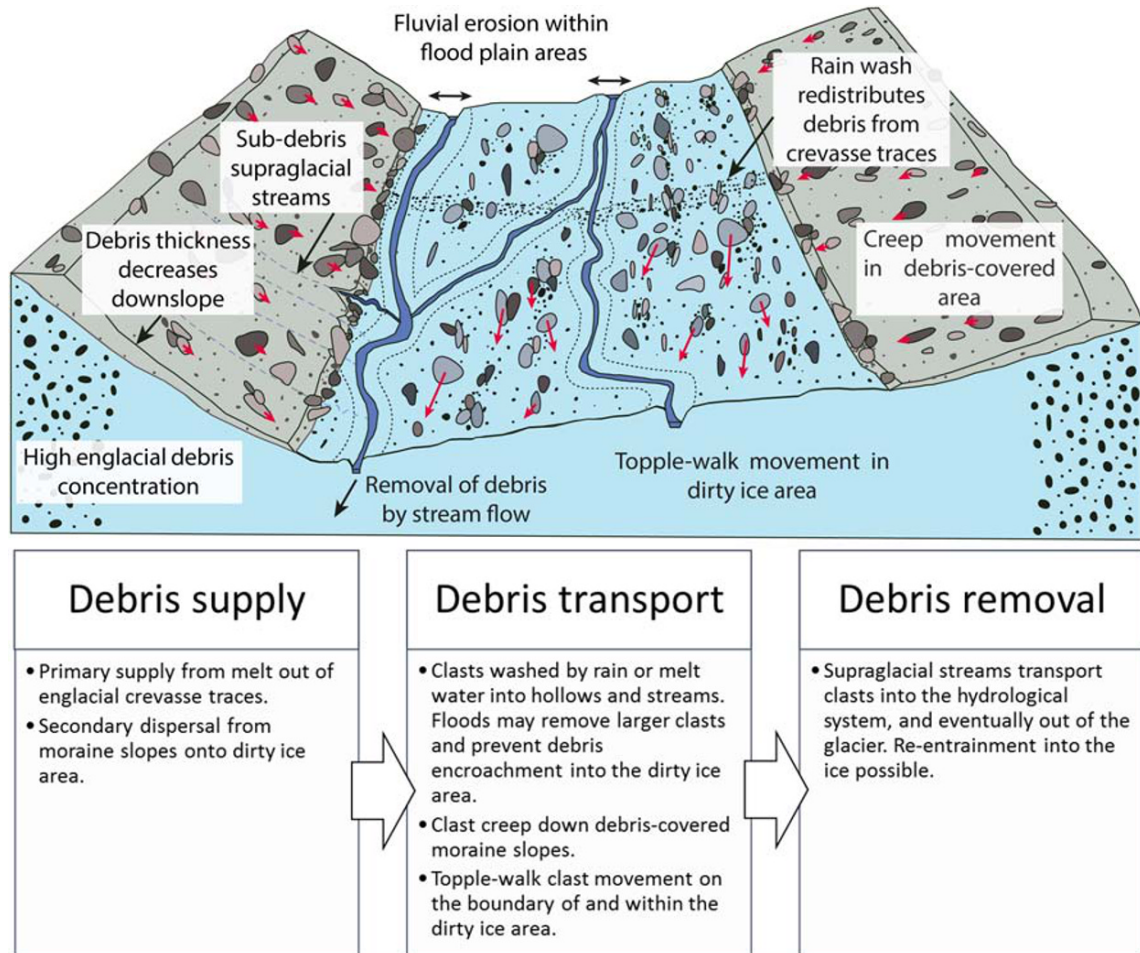 Fluvial erosion within
flood plain areas
Rain wash
redistributes
debris from
crevasse traces
Sub-debris
supraglacial
streams
Debris thickness
decreases
downslope
Creep movement
in debris-covered
area
High englacial debris
concentration
Removal of debris
by stream flow
Topple-walk movement in
dirty ice area
Debris supply
• Primary supply from melt out of
englacial crevasse traces.
• Secondary dispersal from
moraine slopes onto dirty ice
area.
Debris transport
• Clasts washed by rain or melt
water into hollows and streams.
Floods may remove larger clasts
and prevent debris
encroachment into the dirty ice
area.
• Clast creep down debris-covered
moraine slopes.
• Topple-walk clast movement on
the boundary of and within the
dirty ice area.
Debris removal
• Supraglacial streams transport
clasts into the hydrological
system, and eventually out of the
glacier. Re-entrainment into the
ice possible.